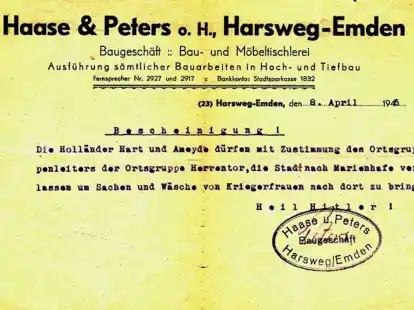 Haase & Peters o. H., Harsweg-Emden
Baugeschäft :: Bau- und Möbeltischlerei
Ausführung sämtlicher Bauarbeiten in Hoch- und Tiefbau
Fernsprecher Nr. 2927 und 2917 :: Bankkonto: Stadtsparkasse 1832
(23) Harsweg-Emden, den 8. April 1945
Bescheinigung !
Die Holländer Hart und Ameyde dürfen mit Zustimmung des Ortsgrup
penleiters der Ortsgruppe Herrentor, die Stadt nach Marienhafe ver
lassen um Sachen und Wäsche von Kriegerfrauen nach dort zu bring
Heil Hitler !
Haase u. Peters
Baugeschäft
Harsweg/Emden